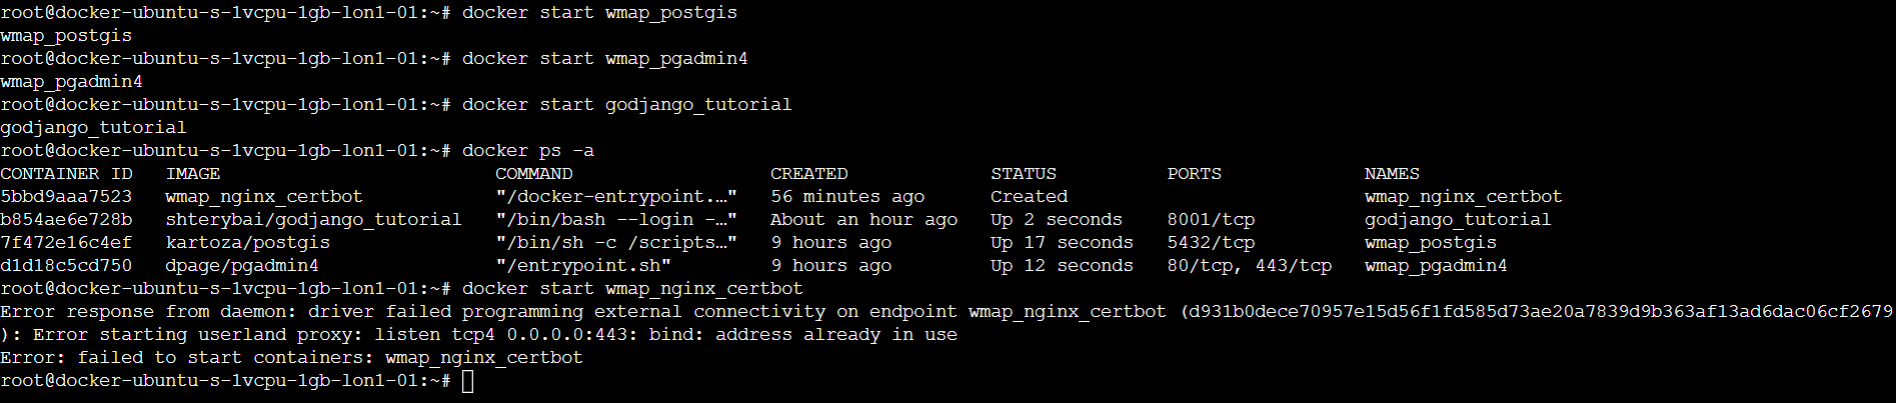 root@docker-ubuntu-s-1vcpu-1gb-lon1-01:~# docker start wmap_postgis
wmap_postgis
root@docker-ubuntu-s-1vcpu-1gb-lon1-01:~# docker start wmap_pgadmin4
wmap_pgadmin4
root@docker-ubuntu-s-1vcpu-1gb-lon1-01:~# docker start godjango_tutorial
godjango_tutorial
root@docker-ubuntu-s-1vcpu-1gb-lon1-01:~# docker ps -a
CONTAINER ID   IMAGE                         COMMAND                  CREATED             STATUS          PORTS             NAMES
5bbd9aaa7523   wmap_nginx_certbot            "/docker-entrypoint.…"   56 minutes ago      Created                           wmap_nginx_certbot
b854ae6e728b   shterybai/godjango_tutorial   "/bin/bash --login -…"   About an hour ago   Up 2 seconds    8001/tcp          godjango_tutorial
7f472e16c4ef   kartoza/postgis               "/bin/sh -c /scripts…"   9 hours ago         Up 17 seconds   5432/tcp          wmap_postgis
d1d18c5cd750   dpage/pgadmin4                "/entrypoint.sh"         9 hours ago         Up 12 seconds   80/tcp, 443/tcp   wmap_pgadmin4
root@docker-ubuntu-s-1vcpu-1gb-lon1-01:~# docker start wmap_nginx_certbot
Error response from daemon: driver failed programming external connectivity on endpoint wmap_nginx_certbot (d931b0dece70957e15d56f1fd585d73ae20a7839d9b363af13ad6dac06cf2679
): Error starting userland proxy: listen tcp4 0.0.0.0:443: bind: address already in use
Error: failed to start containers: wmap_nginx_certbot
root@docker-ubuntu-s-1vcpu-1gb-lon1-01:~#